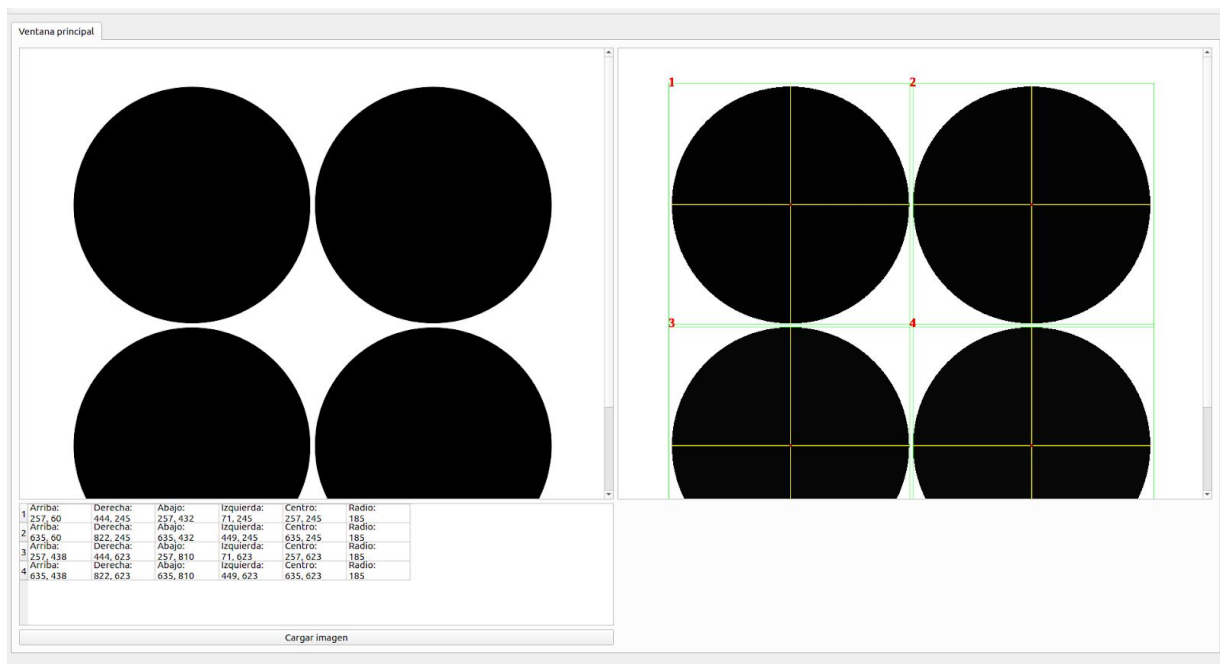 Ventana principal
1 2
3 4
1 Arriba: Derecha: Abajo: Izquierda: Centro: Radio:
257, 60 444, 245 257, 432 71, 245 257, 245 185
2 Arriba: Derecha: Abajo: Izquierda: Centro: Radio:
635, 60 822, 245 635, 432 449, 245 635, 245 185
3 Arriba: Derecha: Abajo: Izquierda: Centro: Radio:
257, 438 444, 623 257, 810 71, 623 257, 623 185
4 Arriba: Derecha: Abajo: Izquierda: Centro: Radio:
635, 438 822, 623 635, 810 449, 623 635, 623 185
Cargar imagen